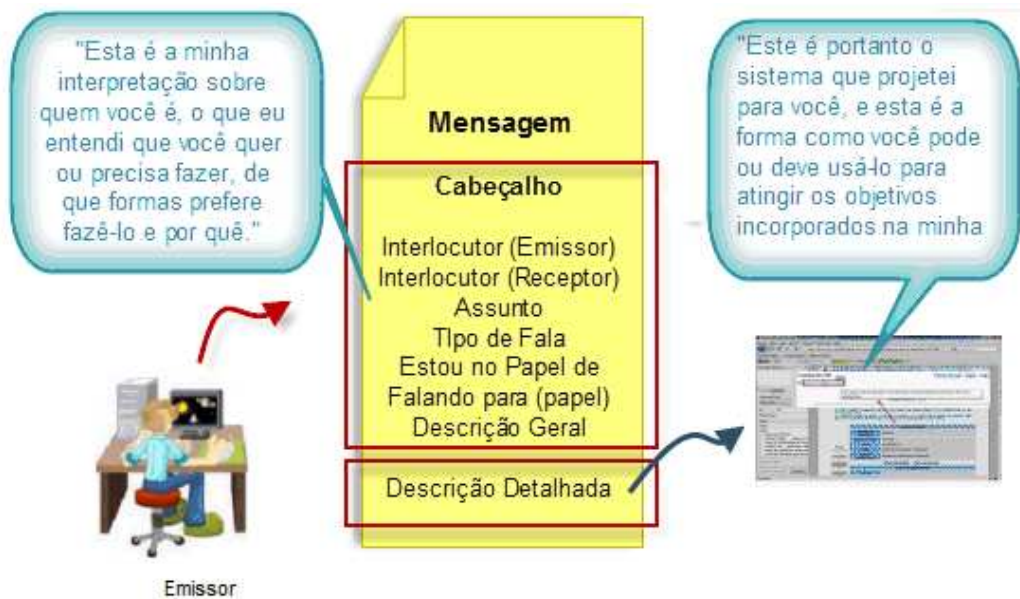 "Esta é a minha
interpretação sobre
quem você é, o que eu
entendi que você quer
ou precisa fazer, de
que formas prefere
fazê-lo e por quê."
Mensagem
Cabeçalho
Interlocutor (Emissor)
Interlocutor (Receptor)
Assunto
TIpo de Fala
Estou no Papel de
Falando para (papel)
Descrição Geral
Descrição Detalhada
"Este é portanto o
sistema que projetei
para você, e esta é a
forma como você pode
ou deve usá-lo para
atingir os objetivos
incorporados na minha
Emissor